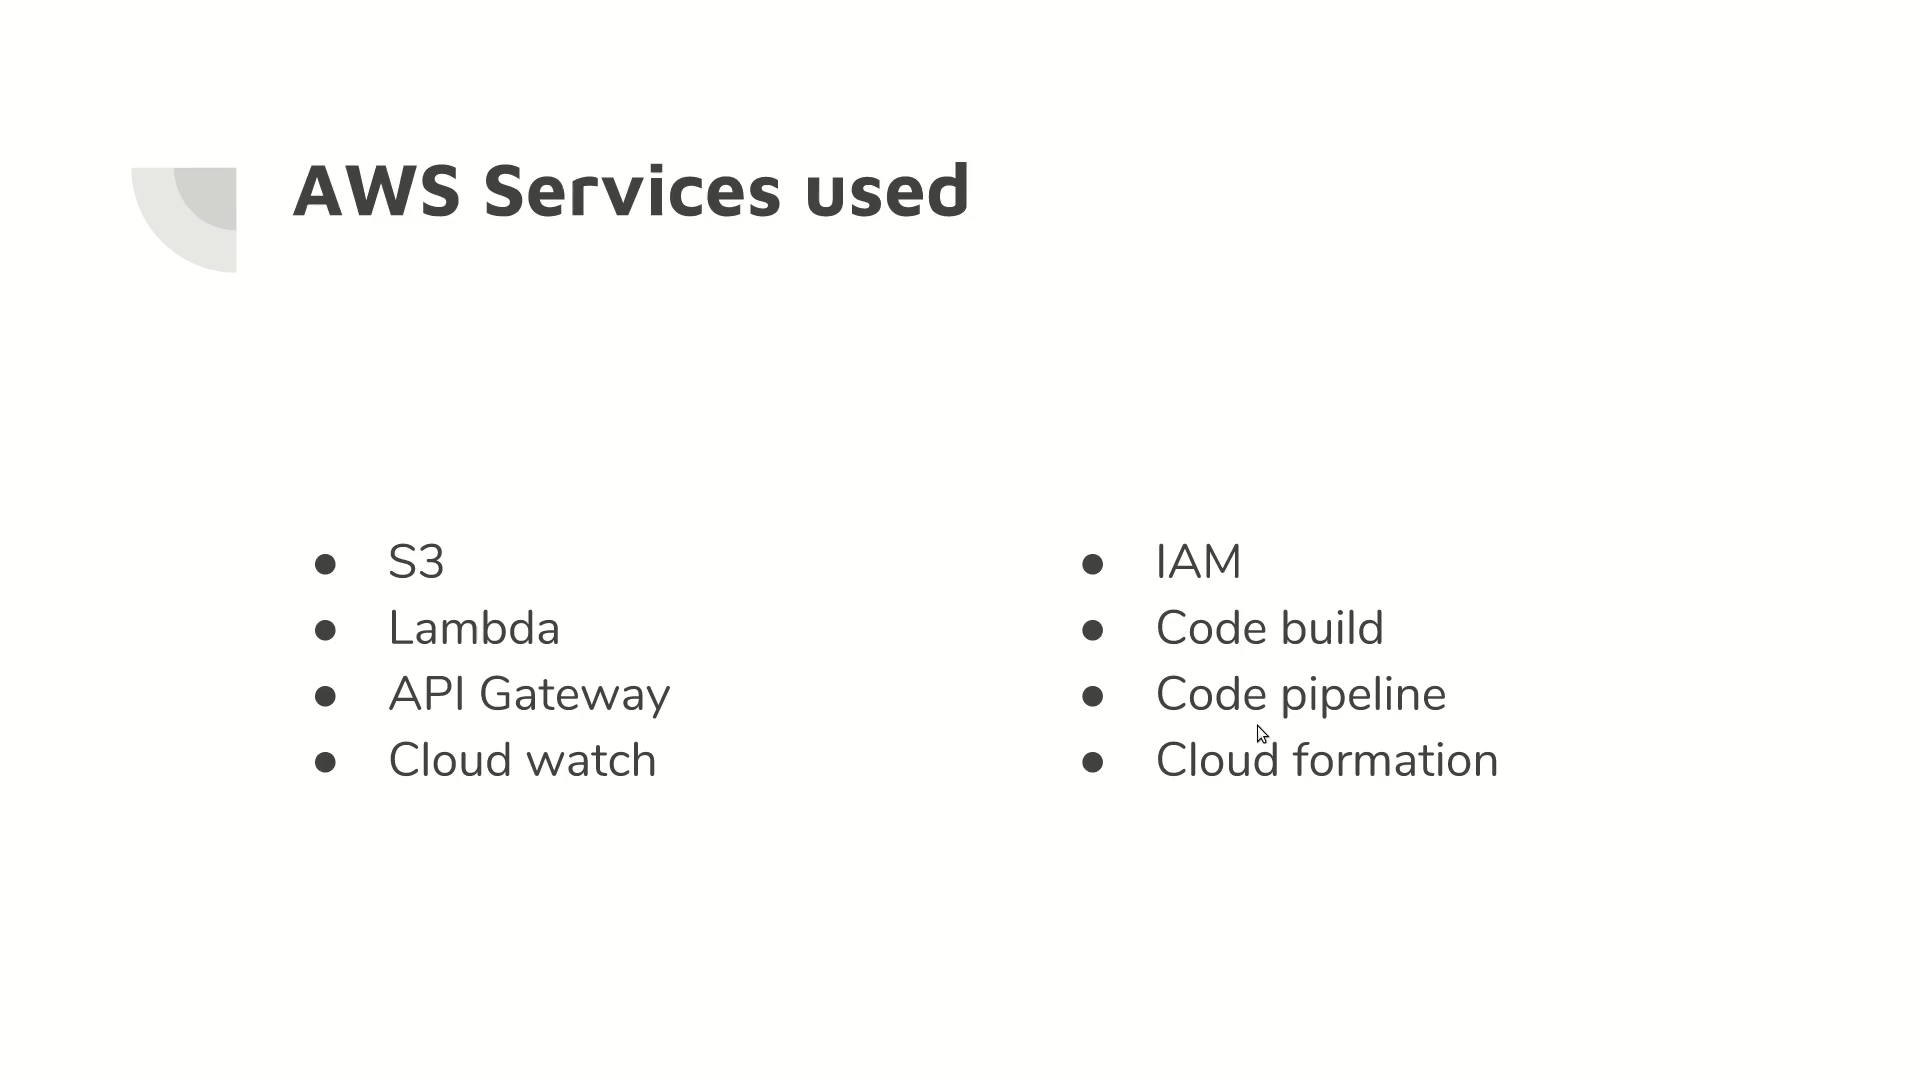 AWS Services used
● S3
● Lambda
● API Gateway
● Cloud watch
● IAM
● Code build
● Code pipeline
● Cloud formation